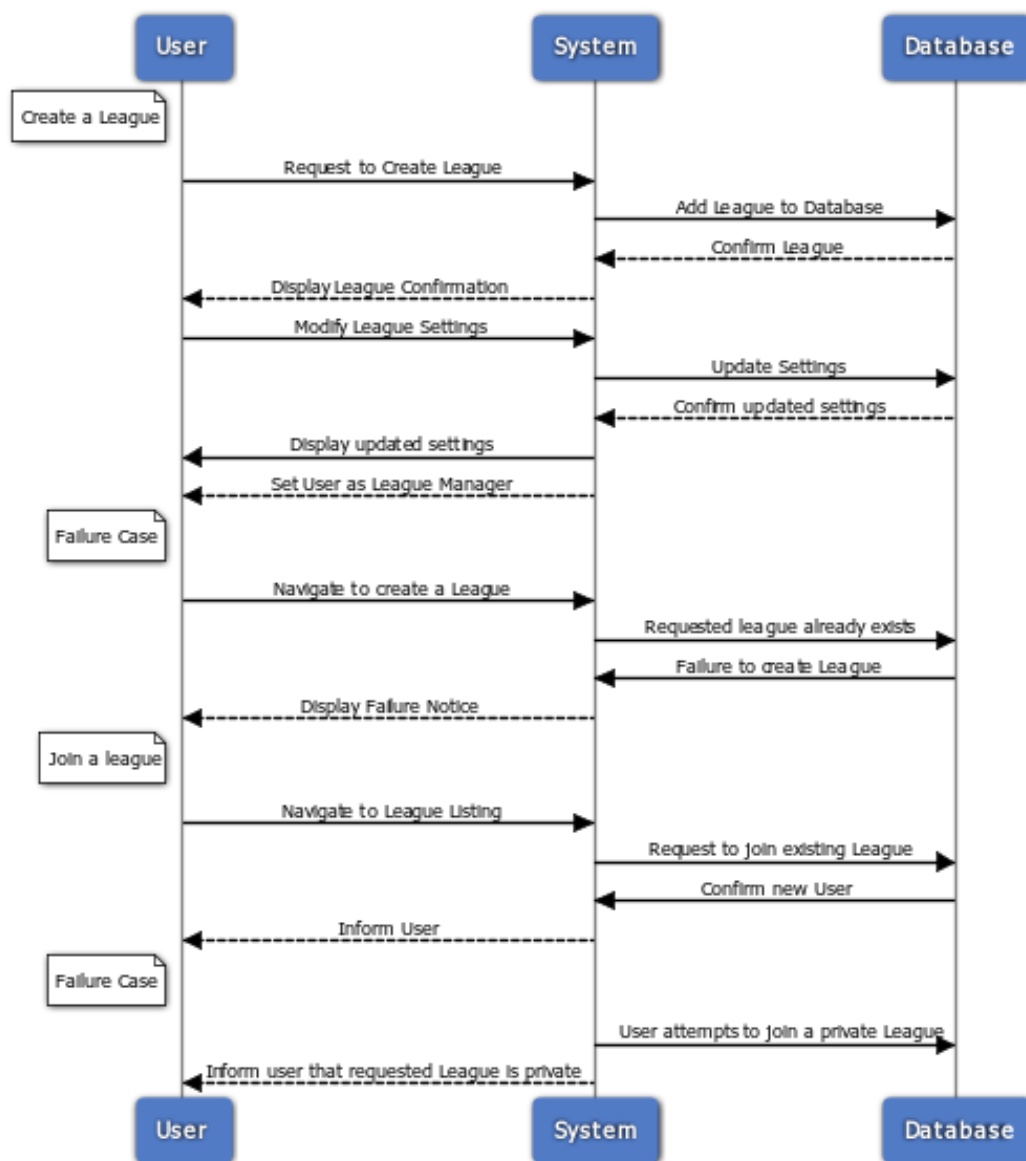 User System Database
Create a League
Request to Create League
Add League to Database
Confirm League
Display League Confirmation
Modify League Settings
Update Settings
Confirm updated settings
Display updated settings
Set User as League Manager
Failure Case
Navigate to create a League
Requested league already exists
Failure to create League
Display Failure Notice
Join a league
Navigate to League Listing
Request to join existing League
Confirm new User
Inform User
Failure Case
User attempts to join a private League
Inform user that requested League is private
User System Database